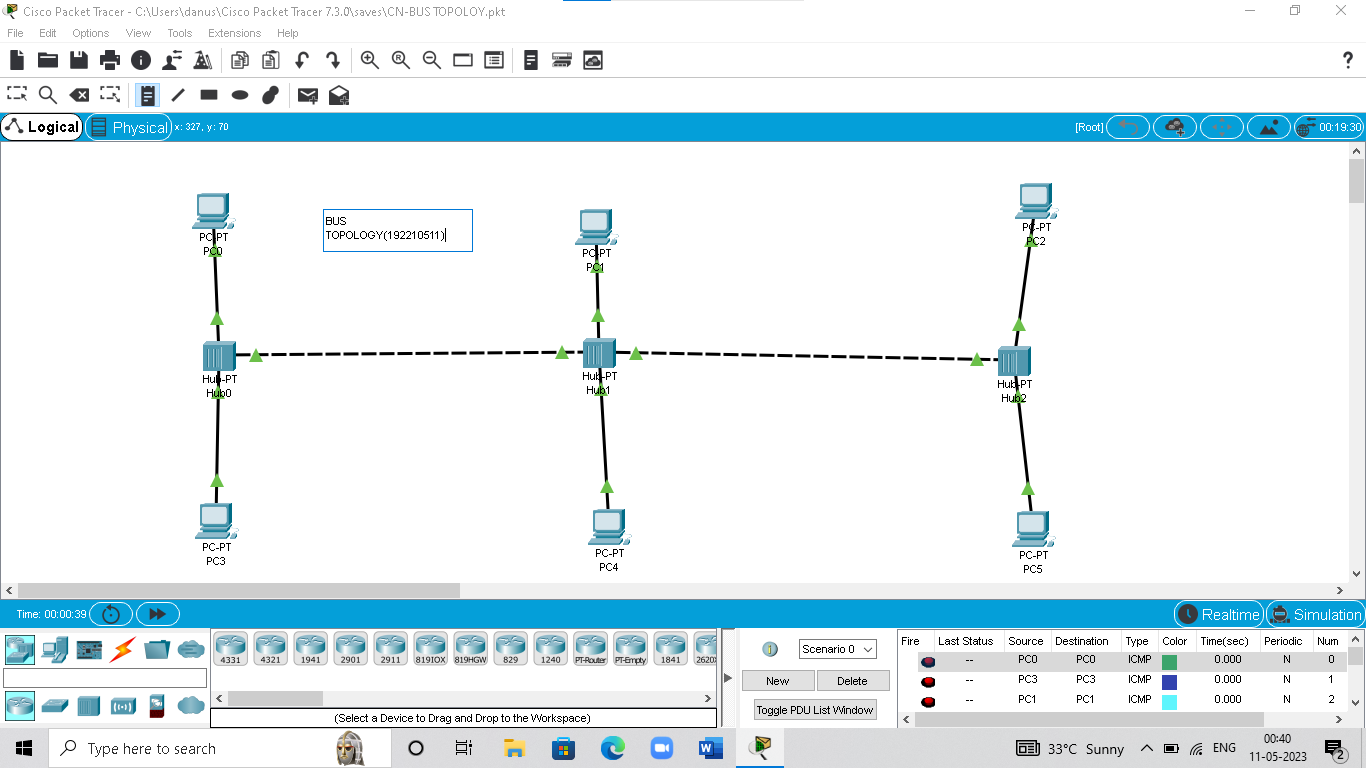 Cisco Packet Tracer - C:\Users\danus\Cisco Packet Tracer 7.3.0\saves\CN-BUS TOPOLOY.pkt
File Edit Options View Tools Extensions Help
?
Logical Physical x: 327, y: 70 [Root] 00:19:30
PC-PT
PC0
BUS
TOPOLOGY(192210511)
PC-PT
PC1
PC-PT
PC2
Hub-PT
Hub0
Hub-PT
Hub1
Hub-PT
Hub2
PC-PT
PC3
PC-PT
PC4
PC-PT
PC5
Time: 00:00:39 Realtime Simulation
4331 4321 1941 2901 2911 819IOX 819HGW 829 1240 PT-Router PT-Empty 1841 2620X
(Select a Device to Drag and Drop to the Workspace)
Scenario 0
New Delete
Toggle PDU List Window
Fire Last Status Source Destination Type Color Time(sec) Periodic Num
-- PC0 PC0 ICMP 0.000 N 0
-- PC3 PC3 ICMP 0.000 N 1
-- PC1 PC1 ICMP 0.000 N 2
Type here to search
33°C Sunny ENG 00:40
11-05-2023
2